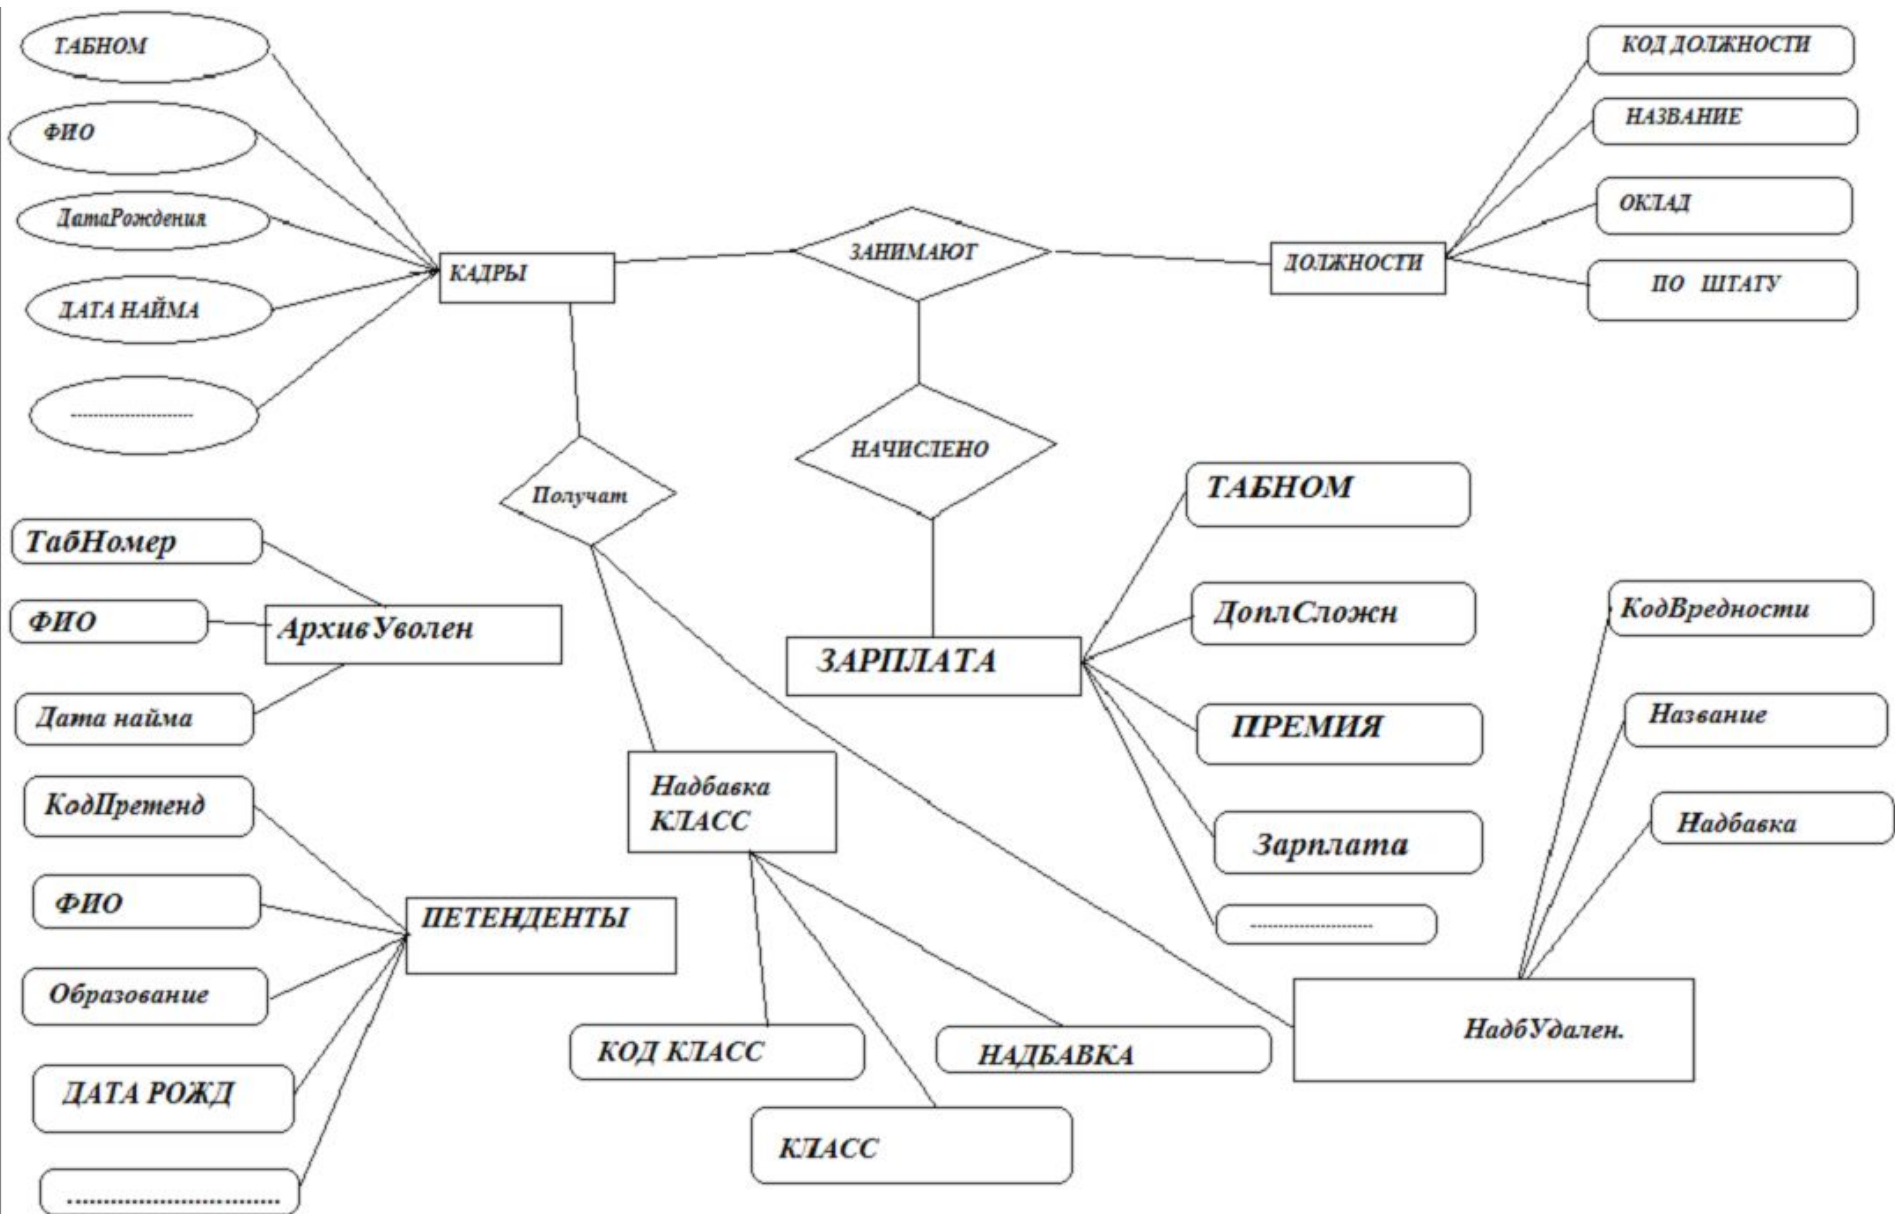 ТАБНОМ
ФИО
ДатаРождения
ДАТА НАЙМА
........................
КАДРЫ
ЗАНИМАЮТ
ДОЛЖНОСТИ
КОД ДОЛЖНОСТИ
НАЗВАНИЕ
ОКЛАД
ПО ШТАТУ
Получат
НАЧИСЛЕНО
ТабНомер
ФИО
Дата найма
АрхивУволен
ЗАРПЛАТА
ТАБНОМ
ДоплСложн
ПРЕМИЯ
Зарплата
........................
КодВредности
Название
Надбавка
НадбУдален.
Надбавка
КЛАСС
КОД КЛАСС
КЛАСС
НАДБАВКА
КодПретенд
ФИО
Образование
ДАТА РОЖД
............................
ПЕТЕНДЕНТЫ